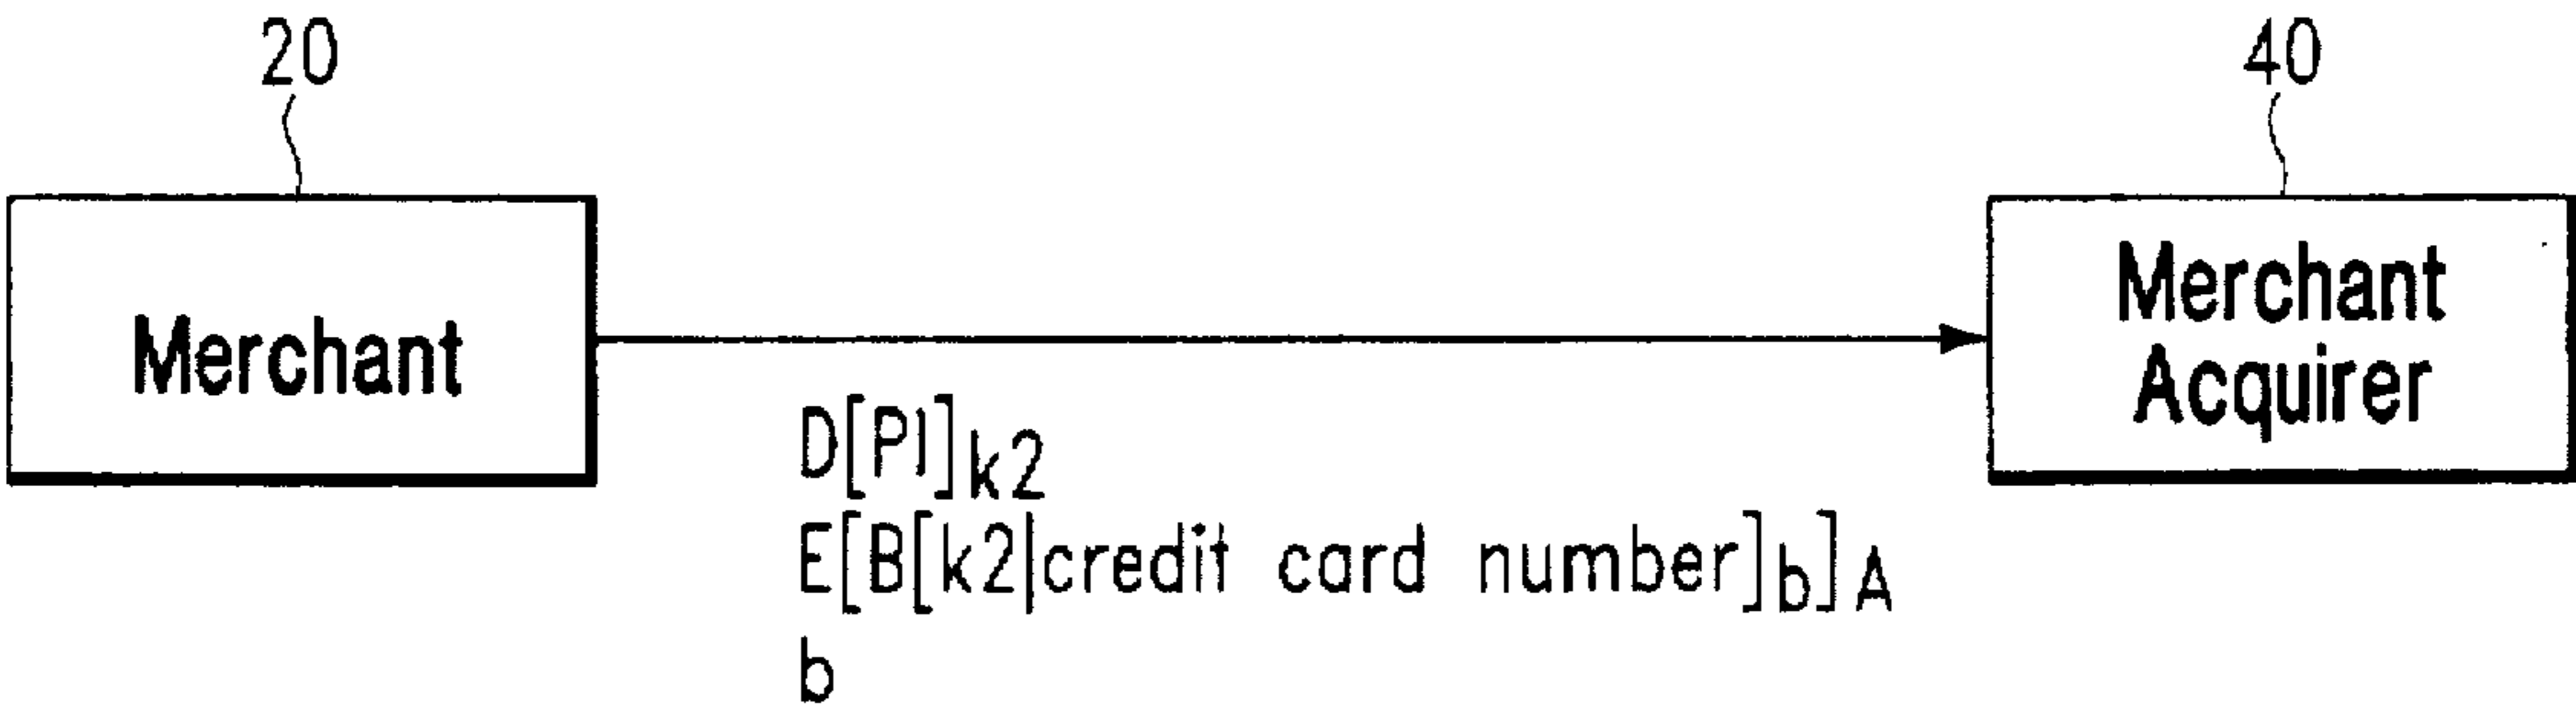 20
40
Merchant
Merchant
Acquirer
D[PI]k2
E[B[k2|credit card number]b]A
b